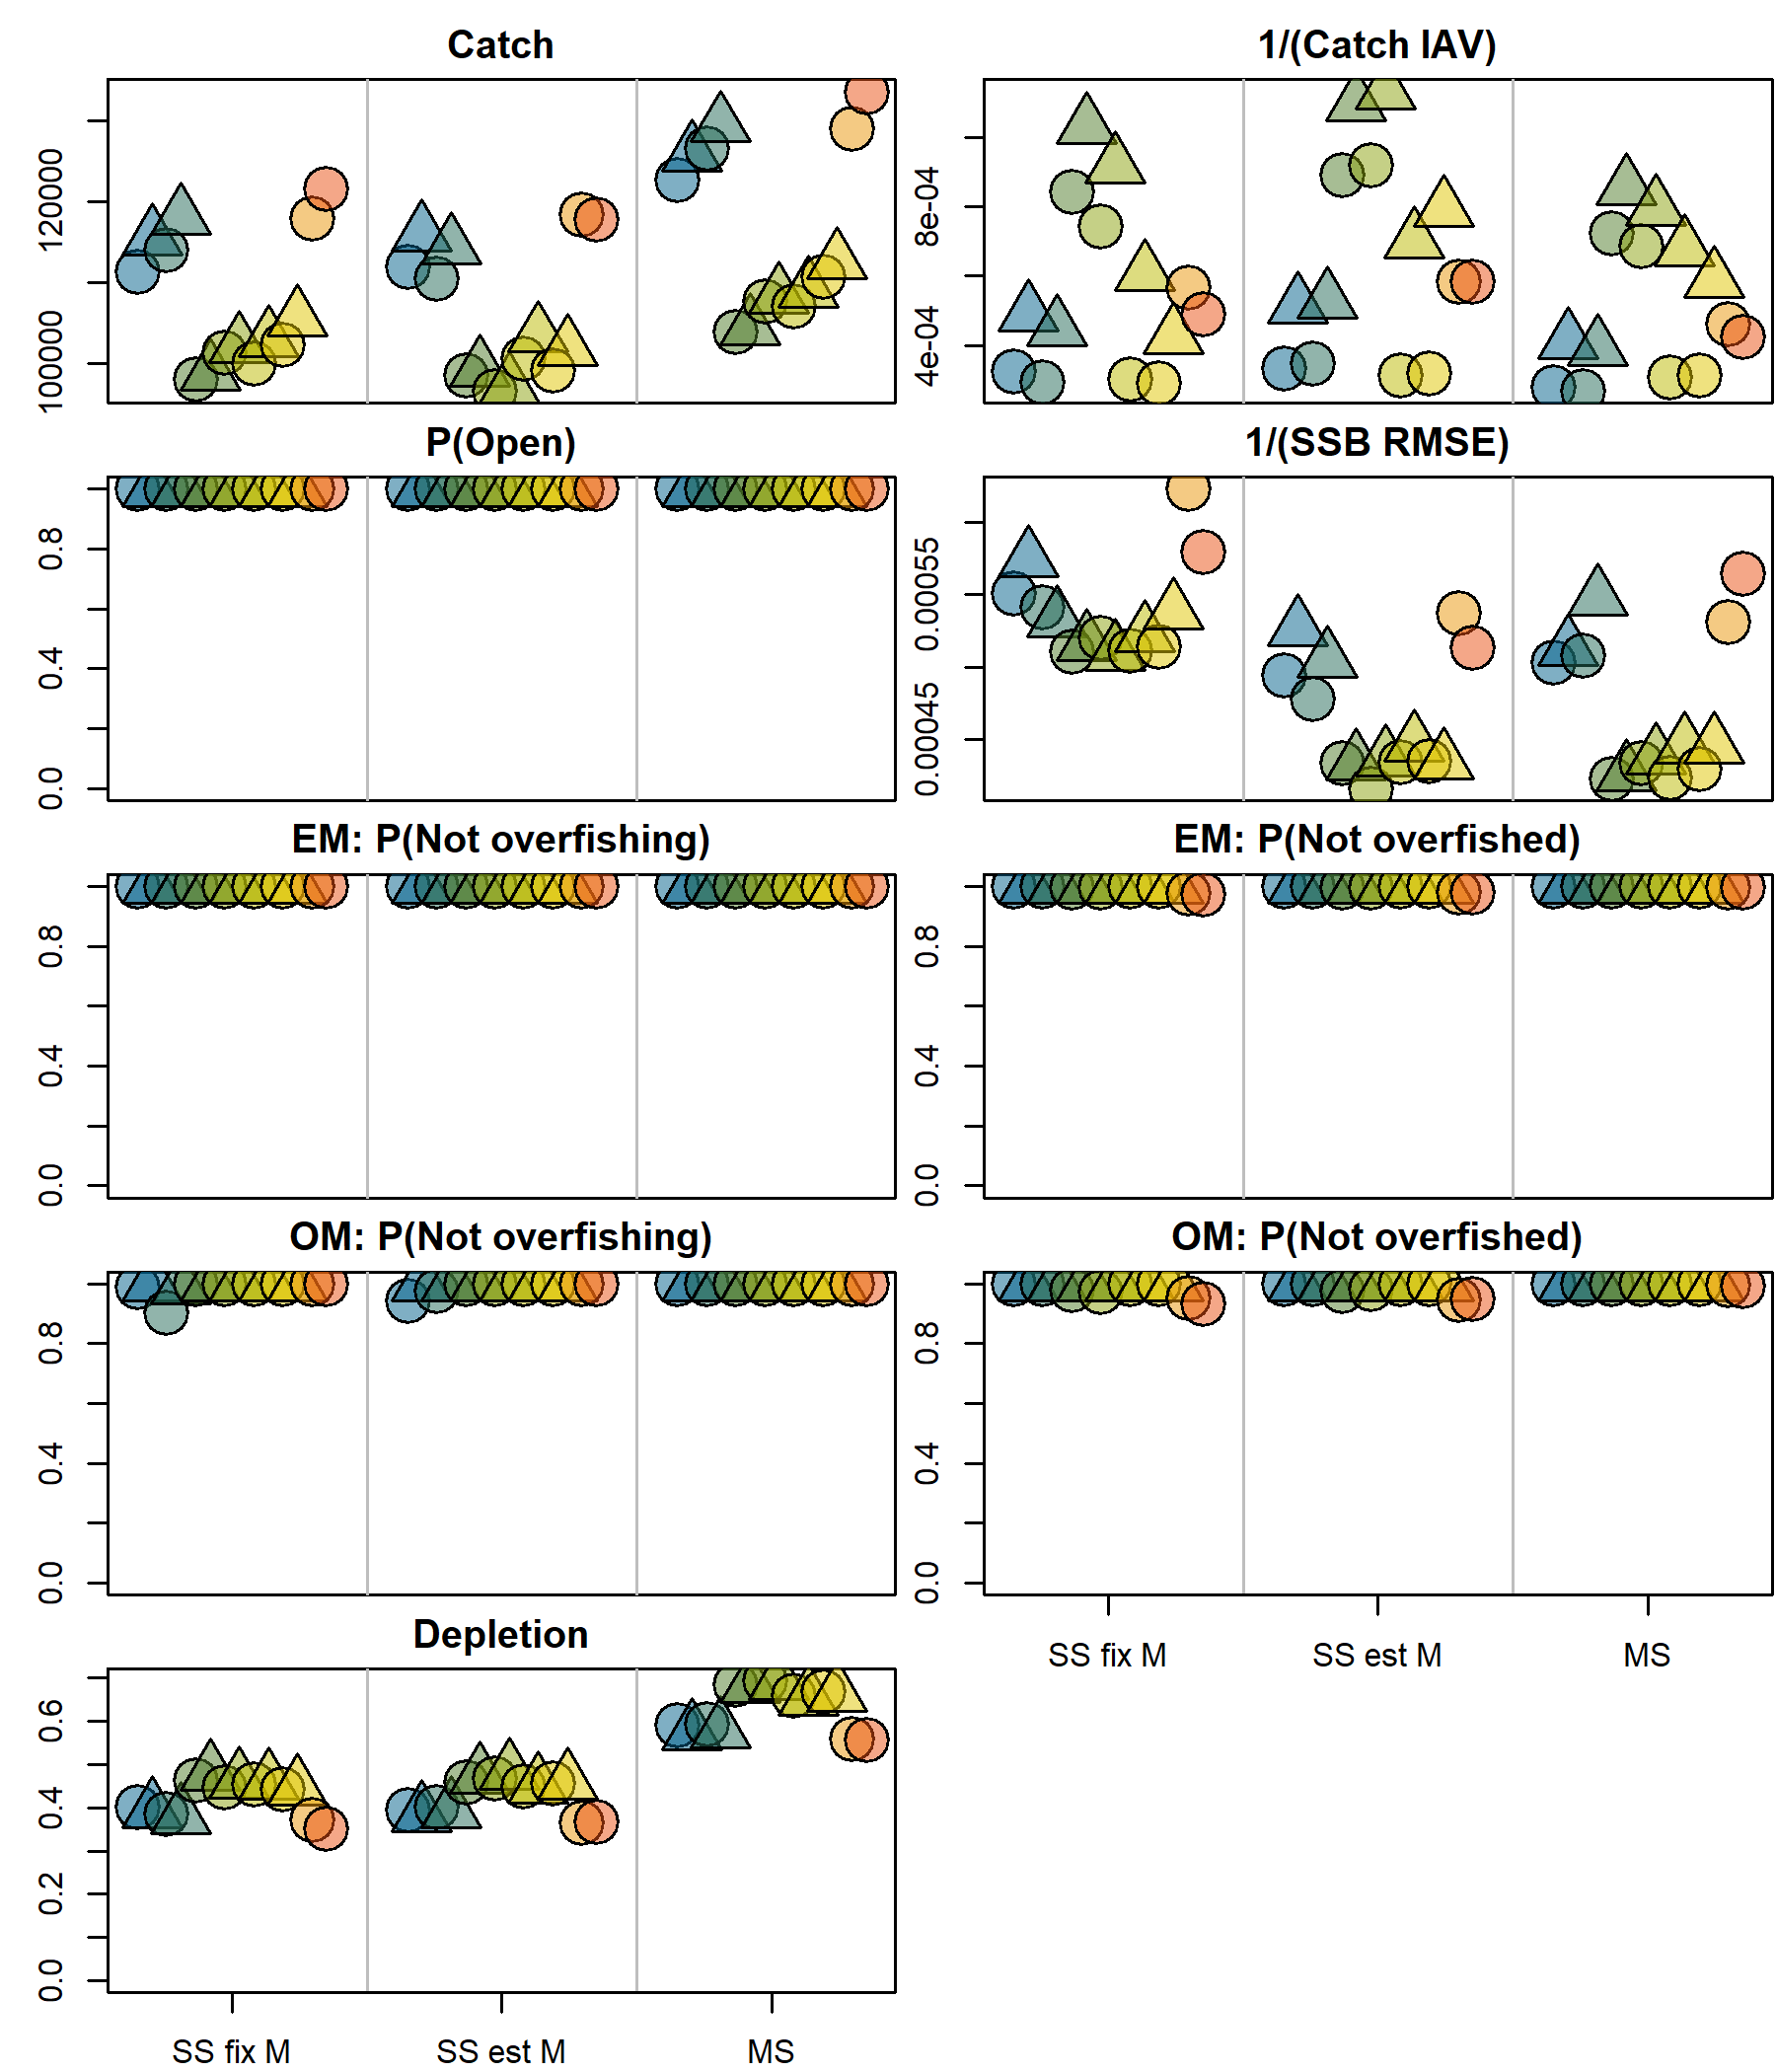 Catch
1/(Catch IAV)
120000
100000
8e-04
4e-04
P(Open)
1/(SSB RMSE)
0.8
0.4
0.0
0.00055
0.00045
EM: P(Not overfishing)
EM: P(Not overfished)
0.8
0.4
0.0
0.8
0.4
0.0
OM: P(Not overfishing)
OM: P(Not overfished)
0.8
0.4
0.0
0.8
0.4
0.0
SS fix M
SS est M
MS
Depletion
0.6
0.4
0.2
0.0
SS fix M
SS est M
MS